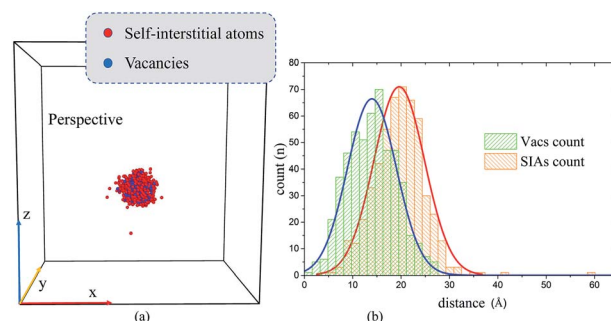 Self-interstitial atoms
Vacancies
Perspective
z
y
x
(a)
80
70
60
50
40
30
20
10
0
count (n)
Vacs count
SIAs count
0
10
20
30
40
50
60
distance (Å)
(b)